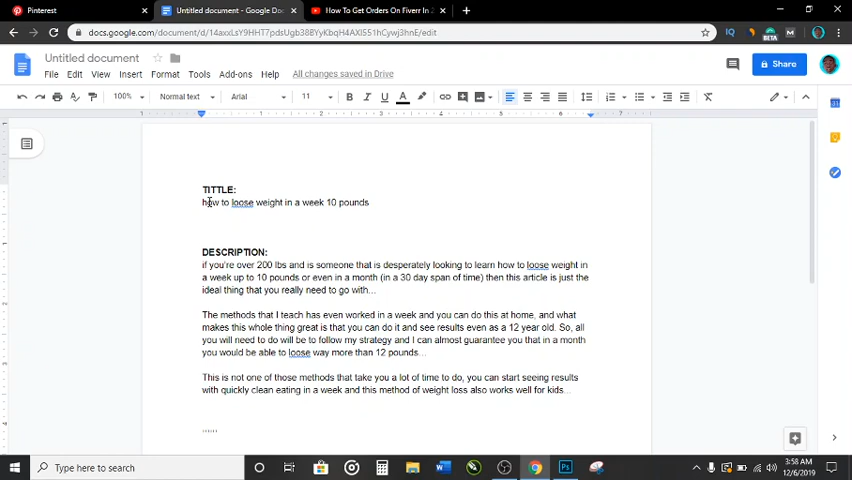 Pinterest
Untitled document - Google Do
How To Get Orders On Fiverr In
docs.google.com/document/d/14axxLsY9HHT7pdsUgb38BYyKbqH4AXl551hCywj3hnE/edit
Untitled document
File Edit View Insert Format Tools Add-ons Help All changes saved in Drive
Share
100% Normal text Arial 11
TITTLE:
how to loose weight in a week 10 pounds
DESCRIPTION:
if you're over 200 lbs and is someone that is desperately looking to learn how to loose weight in
a week up to 10 pounds or even in a month (in a 30 day span of time) then this article is just the
ideal thing that you really need to go with...
The methods that I teach has even worked in a week and you can do this at home, and what
makes this whole thing great is that you can do it and see results even as a 12 year old. So, all
you will need to do will be to follow my strategy and I can almost guarantee you that in a month
you would be able to loose way more than 12 pounds...
This is not one of those methods that take you a lot of time to do, you can start seeing results
with quickly clean eating in a week and this method of weight loss also works well for kids...
......
Type here to search
3:58 AM
12/6/2019